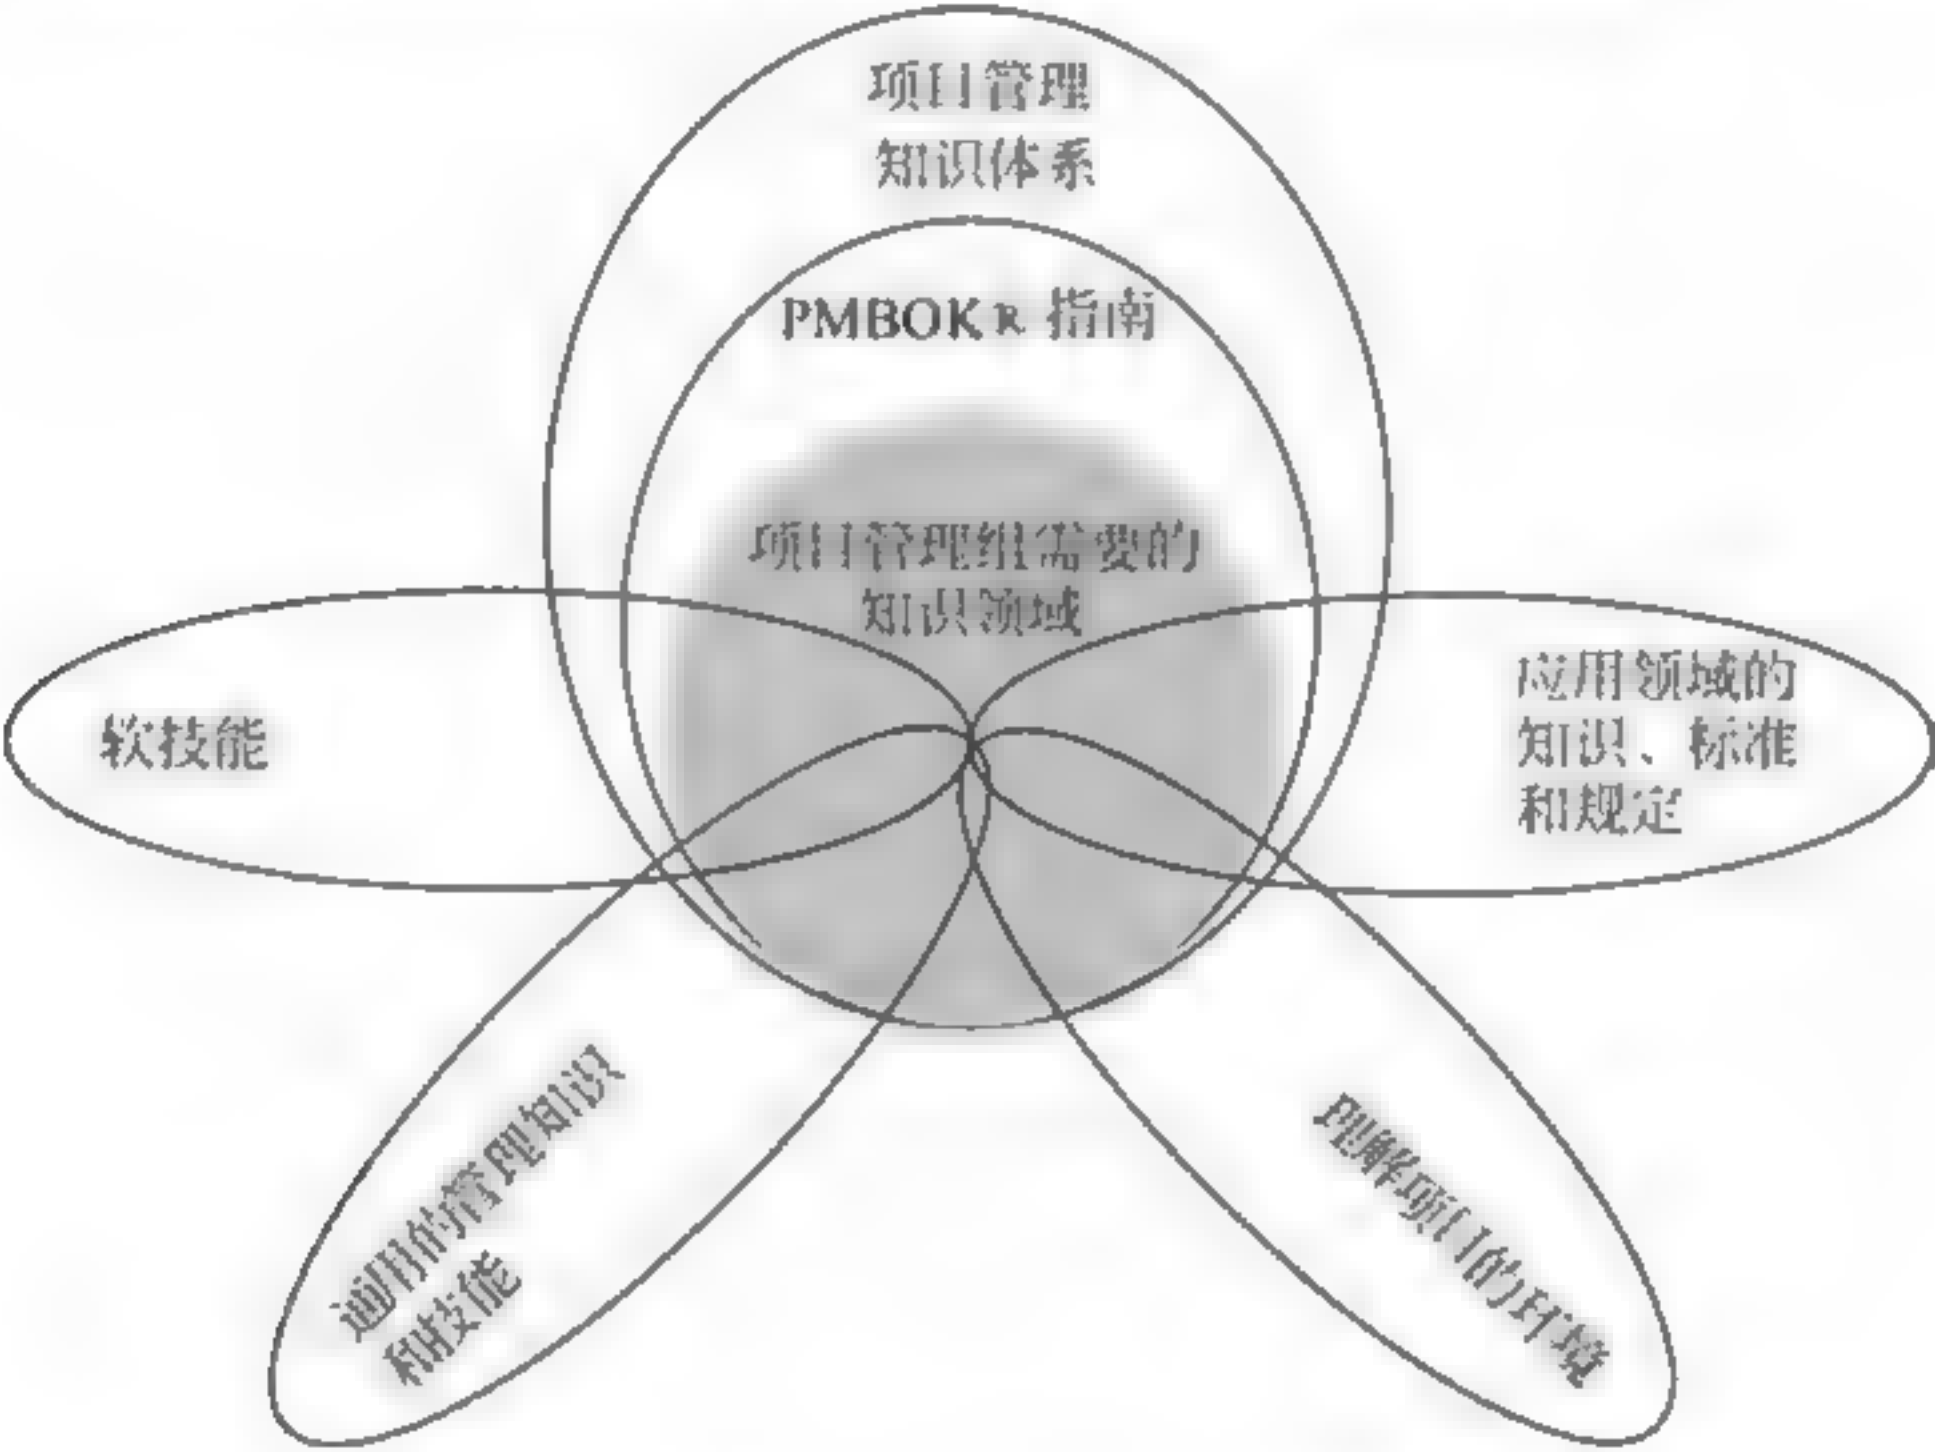 项目管理
知识体系
PMBOK® 指南
项目管理组需要的
知识领域
软技能
应用领域的
知识、标准
和规定
通用的管理知识
和技能
理解项目的环境